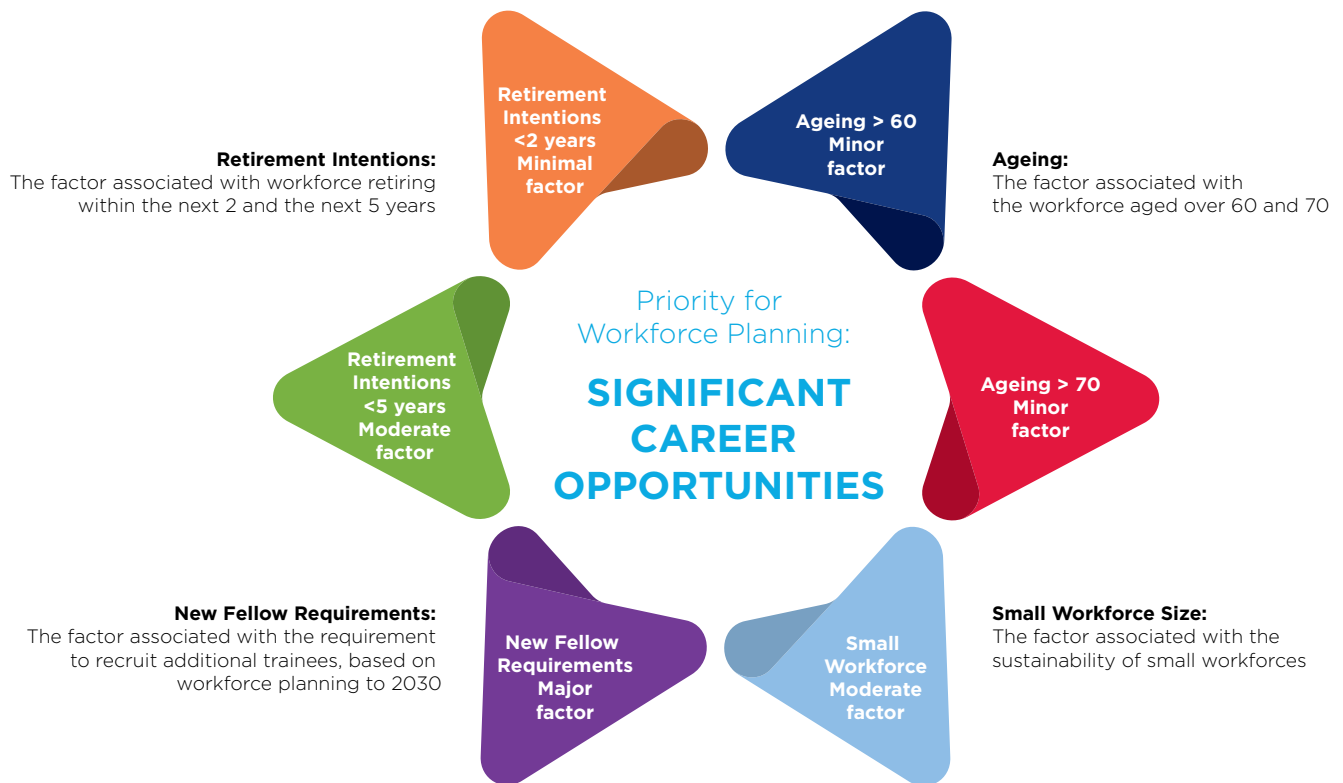 Retirement
Intentions
<2 years
Minimal
factor
Ageing > 60
Minor
factor
Retirement Intentions:
The factor associated with workforce retiring
within the next 2 and the next 5 years
Ageing:
The factor associated with
the workforce aged over 60 and 70
Priority for
Workforce Planning:
SIGNIFICANT
CAREER
OPPORTUNITIES
Retirement
Intentions
<5 years
Moderate
factor
Ageing > 70
Minor
factor
New Fellow Requirements:
The factor associated with the requirement
to recruit additional trainees, based on
workforce planning to 2030
New Fellow
Requirements
Major
factor
Small
Workforce
Moderate
factor
Small Workforce Size:
The factor associated with the
sustainability of small workforces